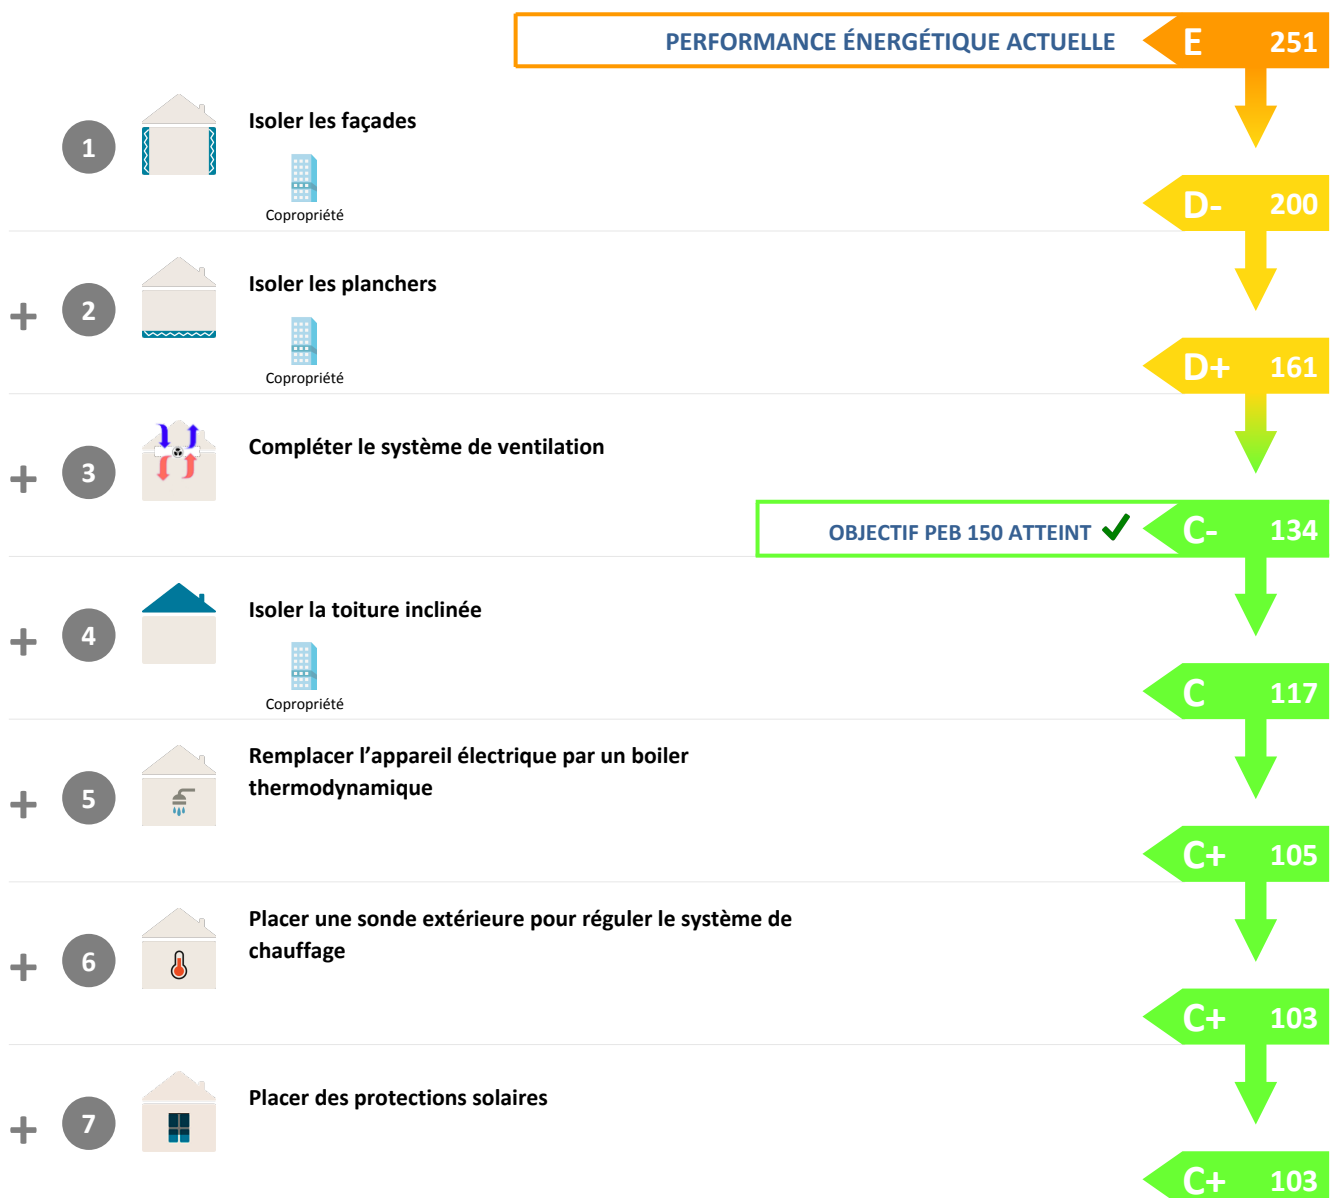 PERFORMANCE ÉNERGÉTIQUE ACTUELLE E 251
1 Isoler les façades
Copropriété
D- 200
+ 2 Isoler les planchers
Copropriété
D+ 161
+ 3 Compléter le système de ventilation
OBJECTIF PEB 150 ATTEINT ✓ C- 134
+ 4 Isoler la toiture inclinée
Copropriété
C 117
+ 5 Remplacer l’appareil électrique par un boiler
thermodynamique
C+ 105
+ 6 Placer une sonde extérieure pour réguler le système de
chauffage
C+ 103
+ 7 Placer des protections solaires
C+ 103